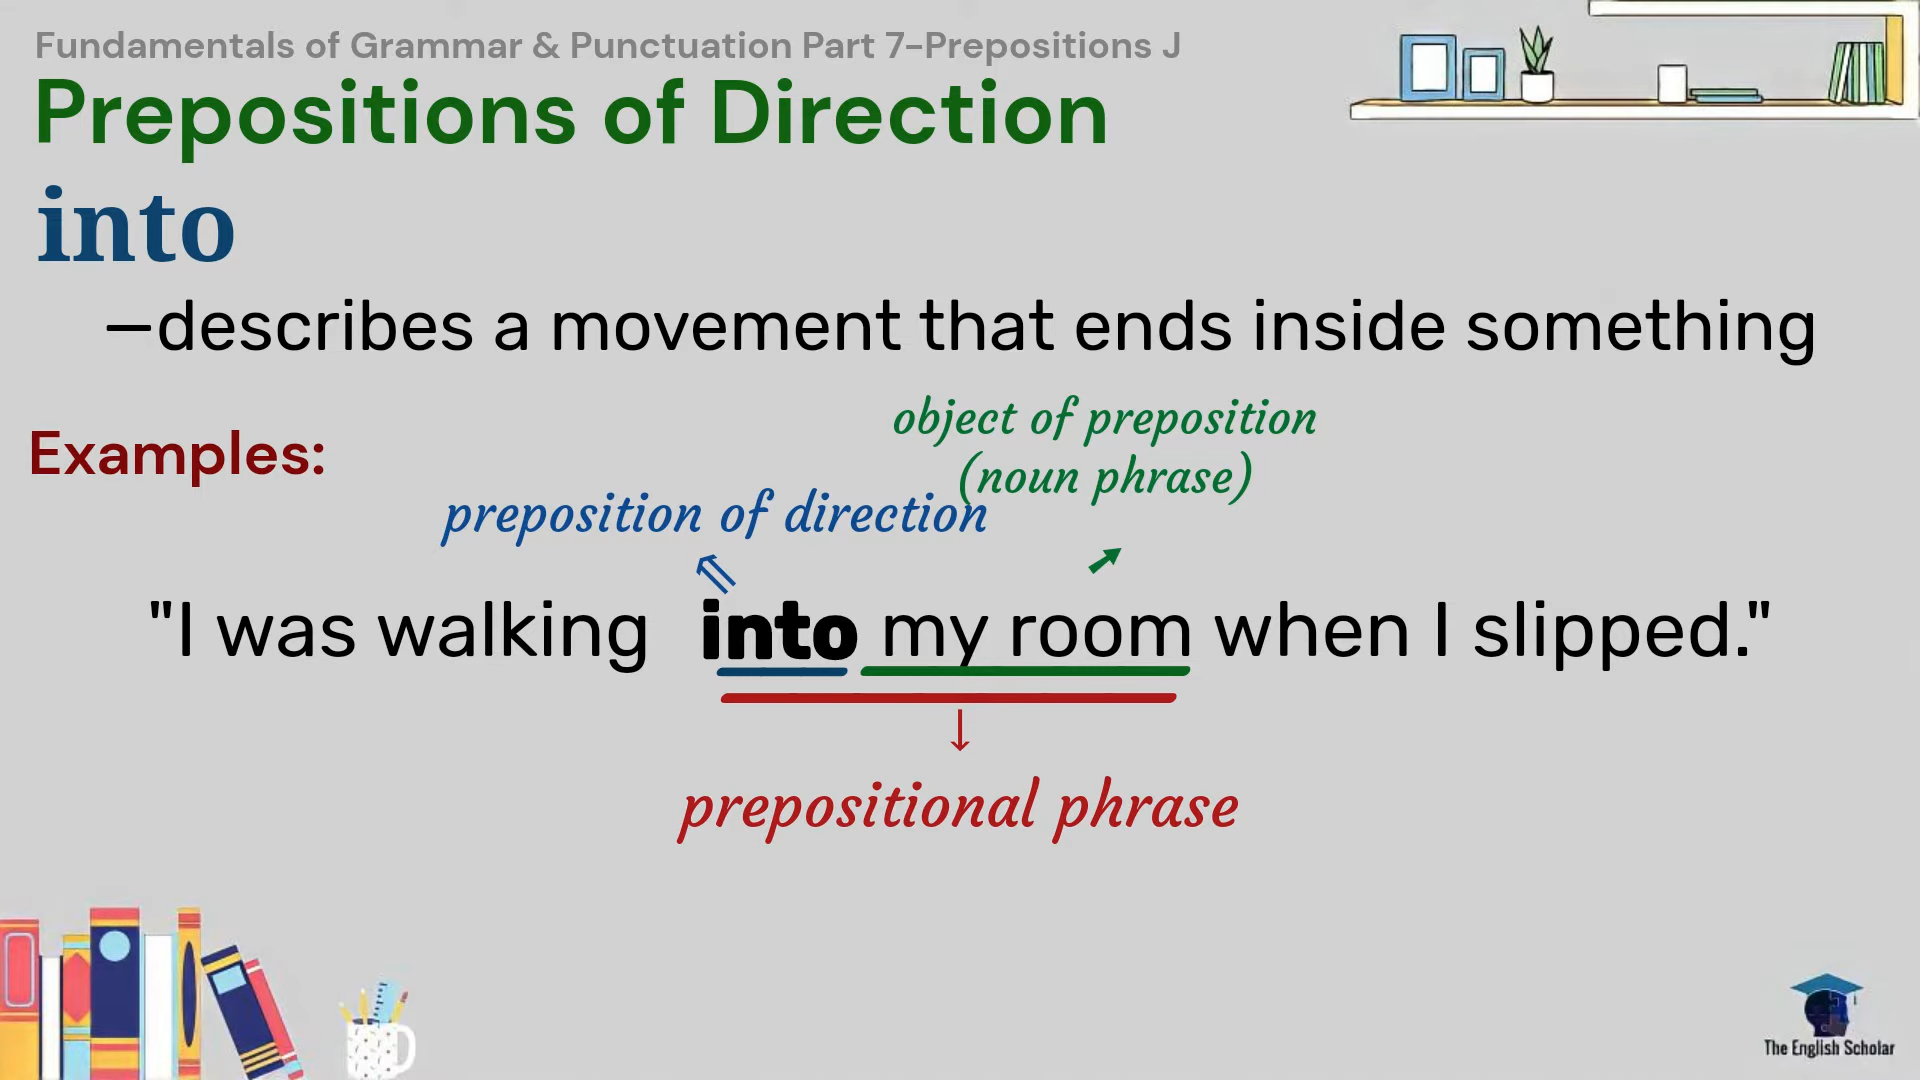 Fundamentals of Grammar & Punctuation Part 7-Prepositions J
Prepositions of Direction
into
—describes a movement that ends inside something
object of preposition
(noun phrase)
Examples:
preposition of direction
"I was walking into my room when I slipped."
prepositional phrase
The English Scholar